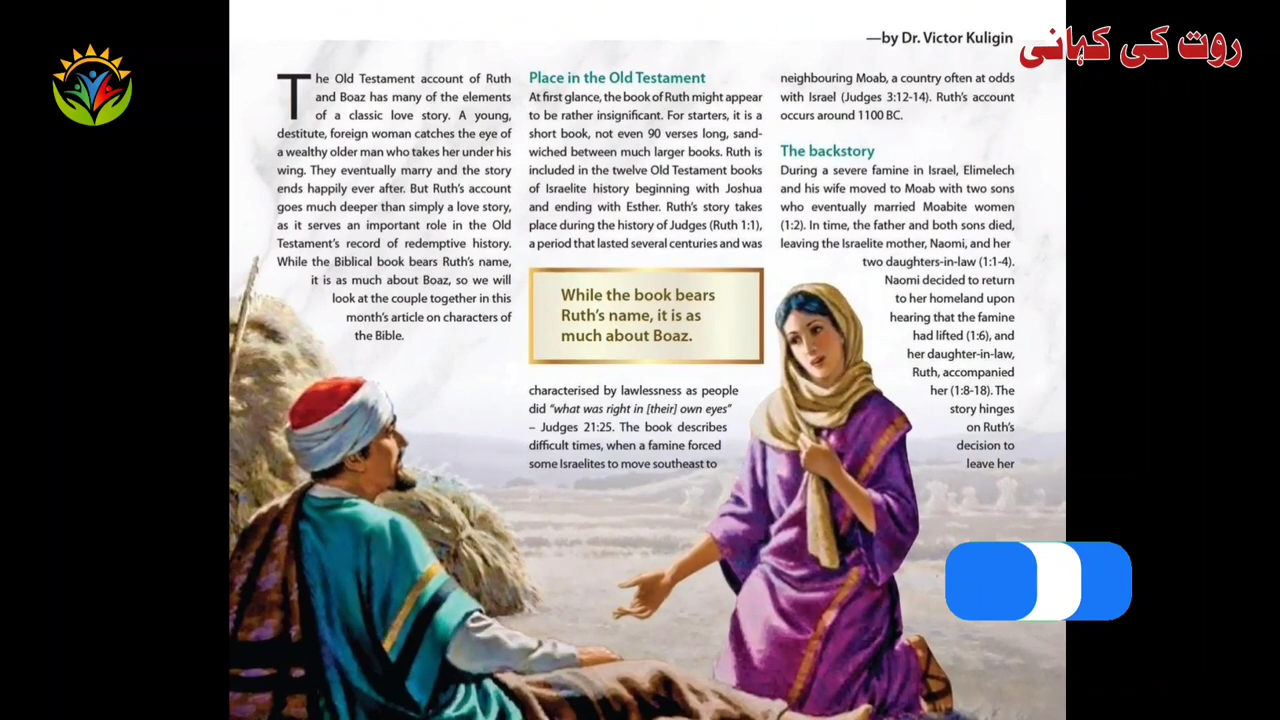 —by Dr. Victor Kuligin
روت کی کہانی
The Old Testament account of Ruth
and Boaz has many of the elements
of a classic love story. A young,
destitute, foreign woman catches the eye of
a wealthy older man who takes her under his
wing. They eventually marry and the story
ends happily ever after. But Ruth's account
goes much deeper than simply a love story,
as it serves an important role in the Old
Testament's record of redemptive history.
While the Biblical book bears Ruth's name,
it is as much about Boaz, so we will
look at the couple together in this
month's article on characters of
the Bible.
Place in the Old Testament
At first glance, the book of Ruth might appear
to be rather insignificant. For starters, it is a
short book, not even 90 verses long, sand-
wiched between much larger books. Ruth is
included in the twelve Old Testament books
of Israelite history beginning with Joshua
and ending with Esther. Ruth's story takes
place during the history of Judges (Ruth 1:1),
a period that lasted several centuries and was
While the book bears
Ruth's name, it is as
much about Boaz.
characterised by lawlessness as people
did "what was right in [their] own eyes"
– Judges 21:25. The book describes
difficult times, when a famine forced
some Israelites to move southeast to
neighbouring Moab, a country often at odds
with Israel (Judges 3:12-14). Ruth's account
occurs around 1100 BC.
The backstory
During a severe famine in Israel, Elimelech
and his wife moved to Moab with two sons
who eventually married Moabite women
(1:2). In time, the father and both sons died,
leaving the Israelite mother, Naomi, and her
two daughters-in-law (1:1-4).
Naomi decided to return
to her homeland upon
hearing that the famine
had lifted (1:6), and
her daughter-in-law,
Ruth, accompanied
her (1:8-18). The
story hinges
on Ruth's
decision to
leave her